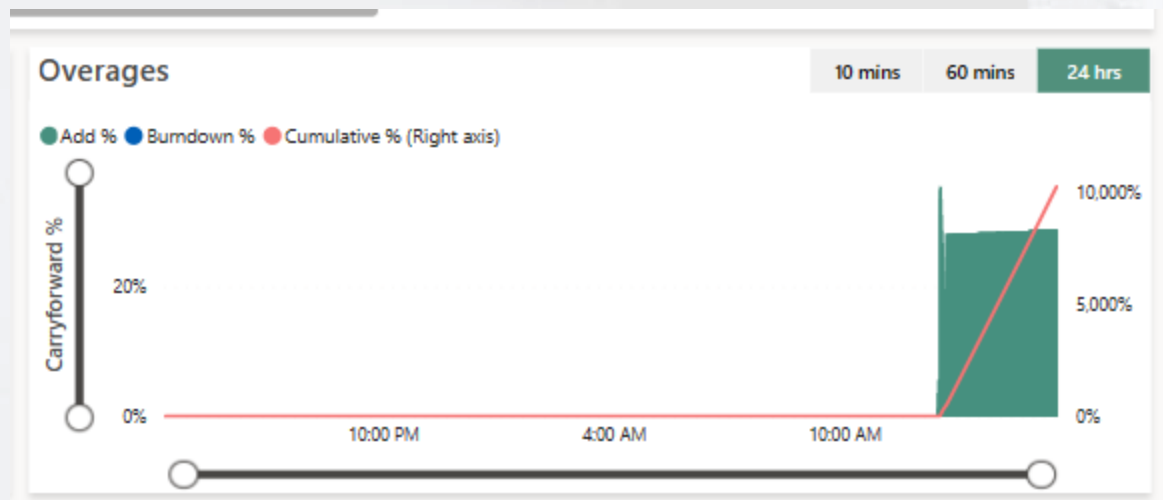 Overages
10 mins 60 mins 24 hrs
Add % Burndown % Cumulative % (Right axis)
Carryforward %
10,000%
20%
5,000%
0% 0%
10:00 PM 4:00 AM 10:00 AM